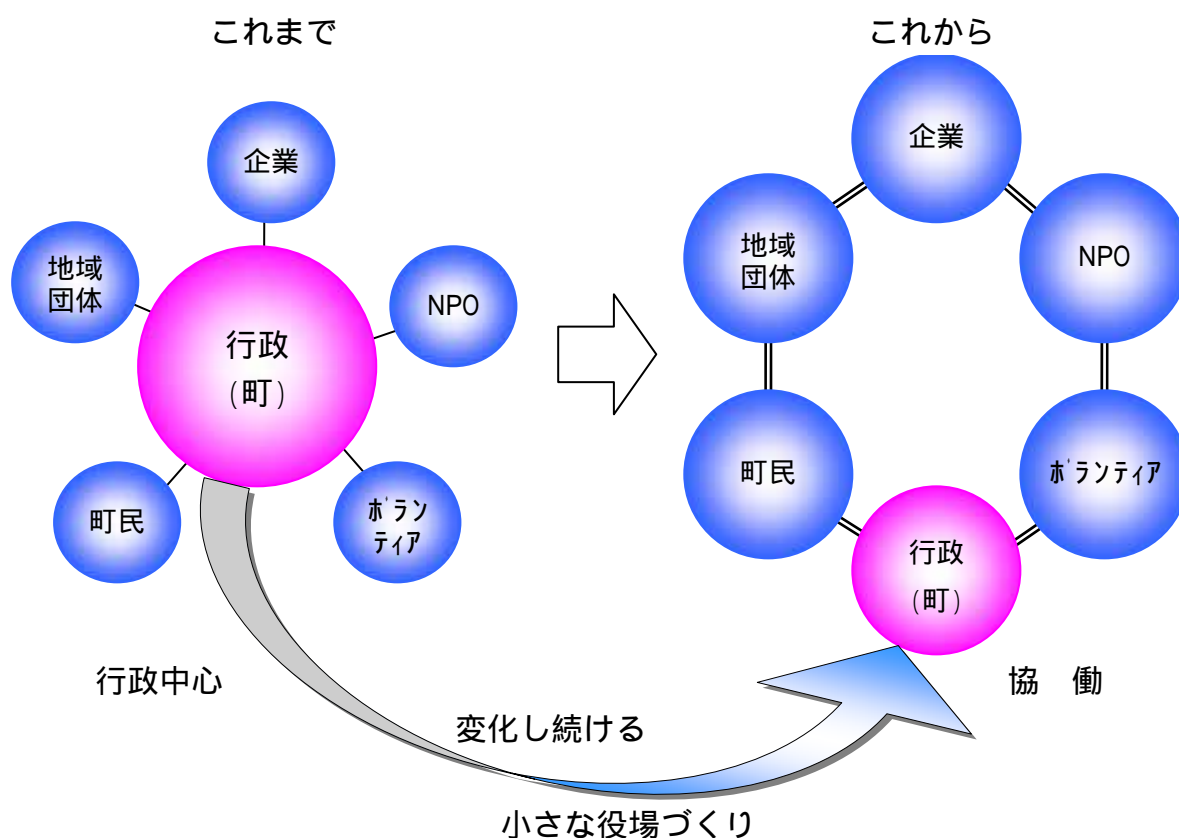 これまで
企業
地域
団体
NPO
行政
(町)
町民
ﾎﾞﾗﾝ
ﾃｨｱ
行政中心
これから
企業
地域
団体
NPO
町民
ﾎﾞﾗﾝﾃｨｱ
行政
(町)
協　働
変化し続ける
小さな役場づくり